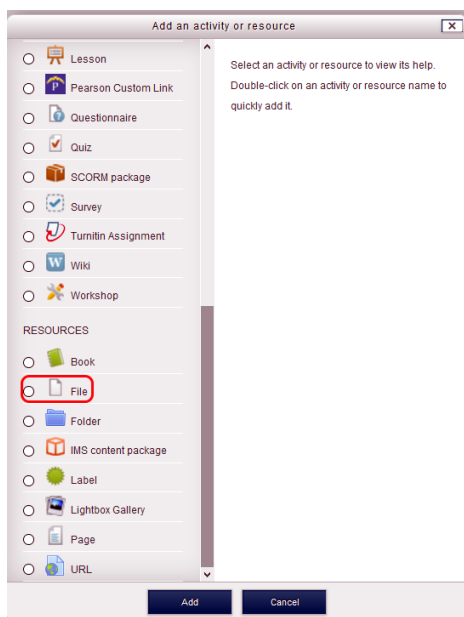 Add an activity or resource
Lesson
Pearson Custom Link
Questionnaire
Quiz
SCORM package
Survey
Turnitin Assignment
Wiki
Workshop
RESOURCES
Book
File
Folder
IMS content package
Label
Lightbox Gallery
Page
URL
Select an activity or resource to view its help.
Double-click on an activity or resource name to
quickly add it.
Add
Cancel